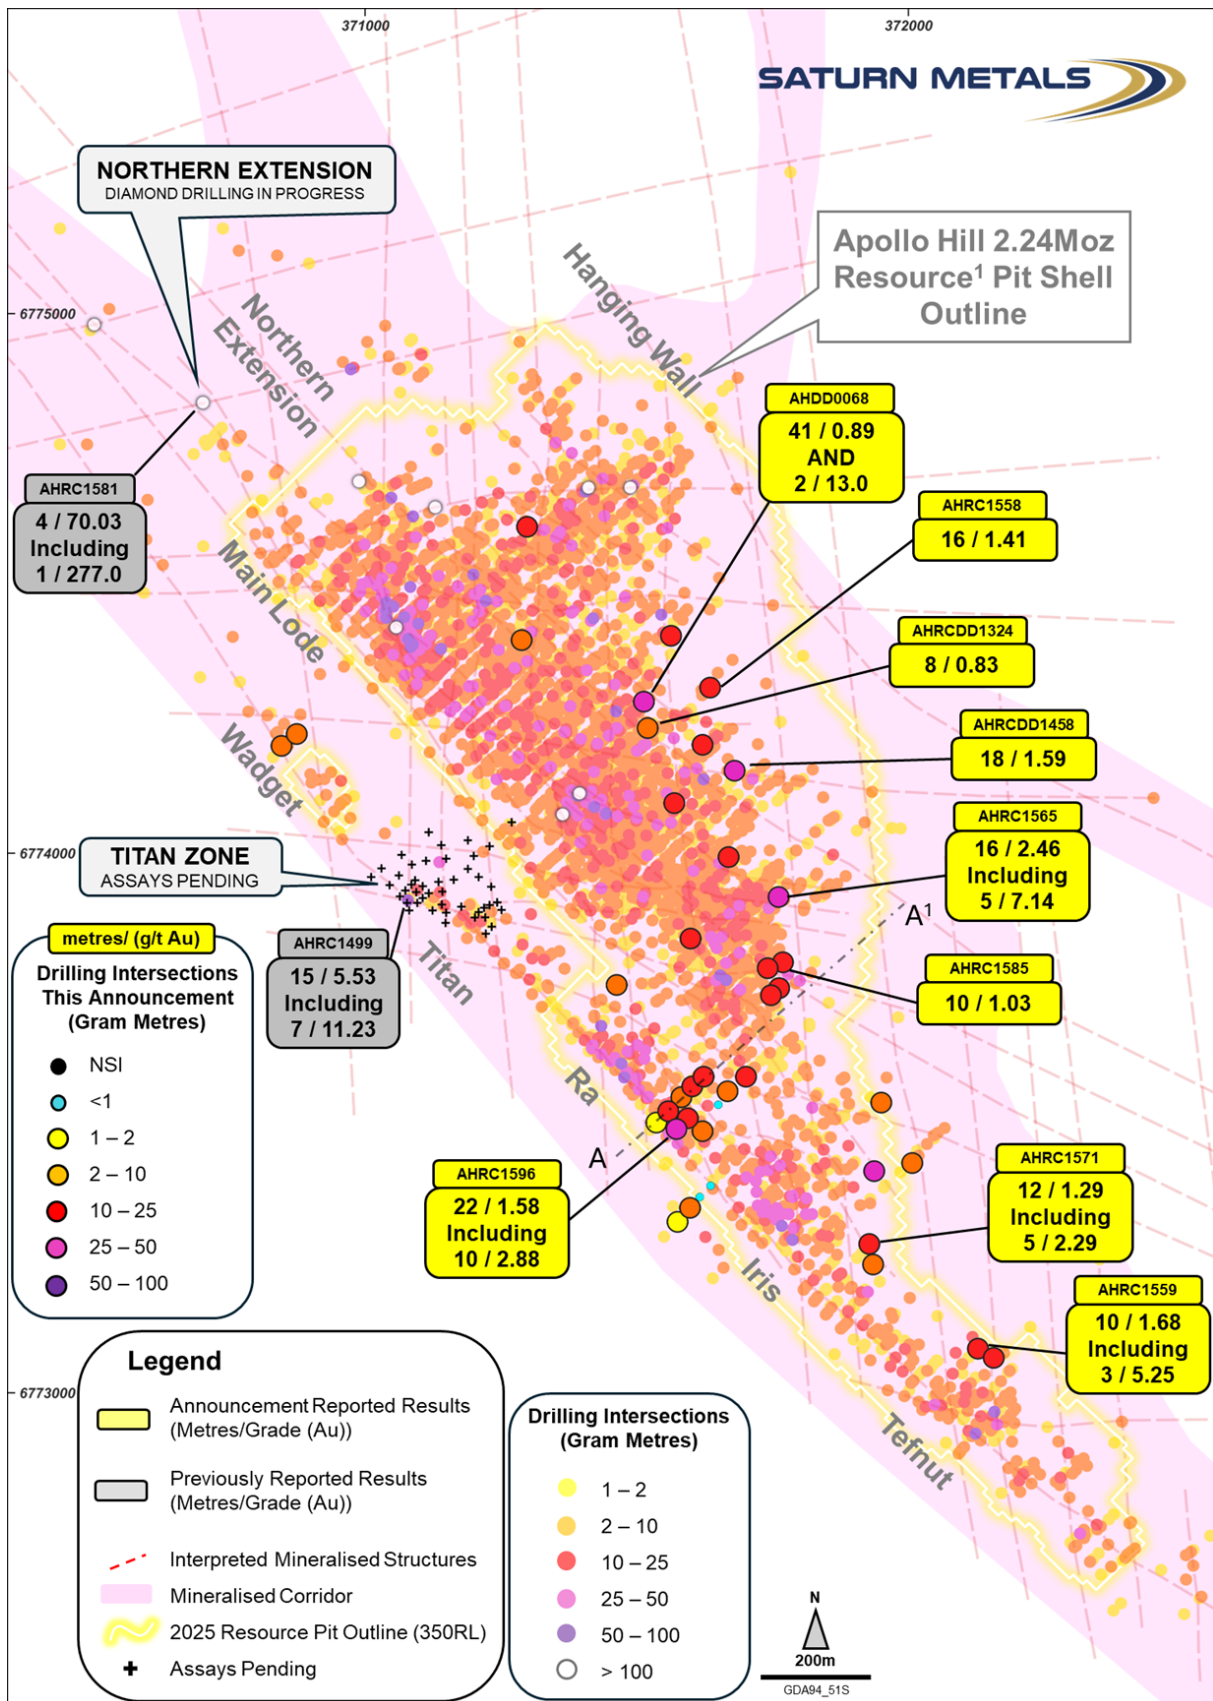 371000
372000
SATURN METALS
NORTHERN EXTENSION
DIAMOND DRILLING IN PROGRESS
Apollo Hill 2.24Moz
Resource¹ Pit Shell
Outline
Hanging Wall
6775000
Northern
Extension
AHDD0068
41 / 0.89
AND
2 / 13.0
AHRC1581
4 / 70.03
Including
1 / 277.0
AHRC1558
16 / 1.41
Main Lode
AHRCDD1324
8 / 0.83
AHRCDD1458
18 / 1.59
Wadget
AHRC1565
16 / 2.46
Including
5 / 7.14
6774000
TITAN ZONE
ASSAYS PENDING
A¹
AHRC1499
15 / 5.53
Including
7 / 11.23
Titan
AHRC1585
10 / 1.03
metres/ (g/t Au)
Drilling Intersections
This Announcement
(Gram Metres)
NSI
<1
1 – 2
2 – 10
10 – 25
25 – 50
50 – 100
Ra
A
AHRC1596
22 / 1.58
Including
10 / 2.88
AHRC1571
12 / 1.29
Including
5 / 2.29
Iris
AHRC1559
10 / 1.68
Including
3 / 5.25
6773000
Tefnut
Legend
Announcement Reported Results
(Metres/Grade (Au))
Previously Reported Results
(Metres/Grade (Au))
Interpreted Mineralised Structures
Mineralised Corridor
2025 Resource Pit Outline (350RL)
Assays Pending
Drilling Intersections
(Gram Metres)
1 – 2
2 – 10
10 – 25
25 – 50
50 – 100
> 100
N
200m
GDA94_51S